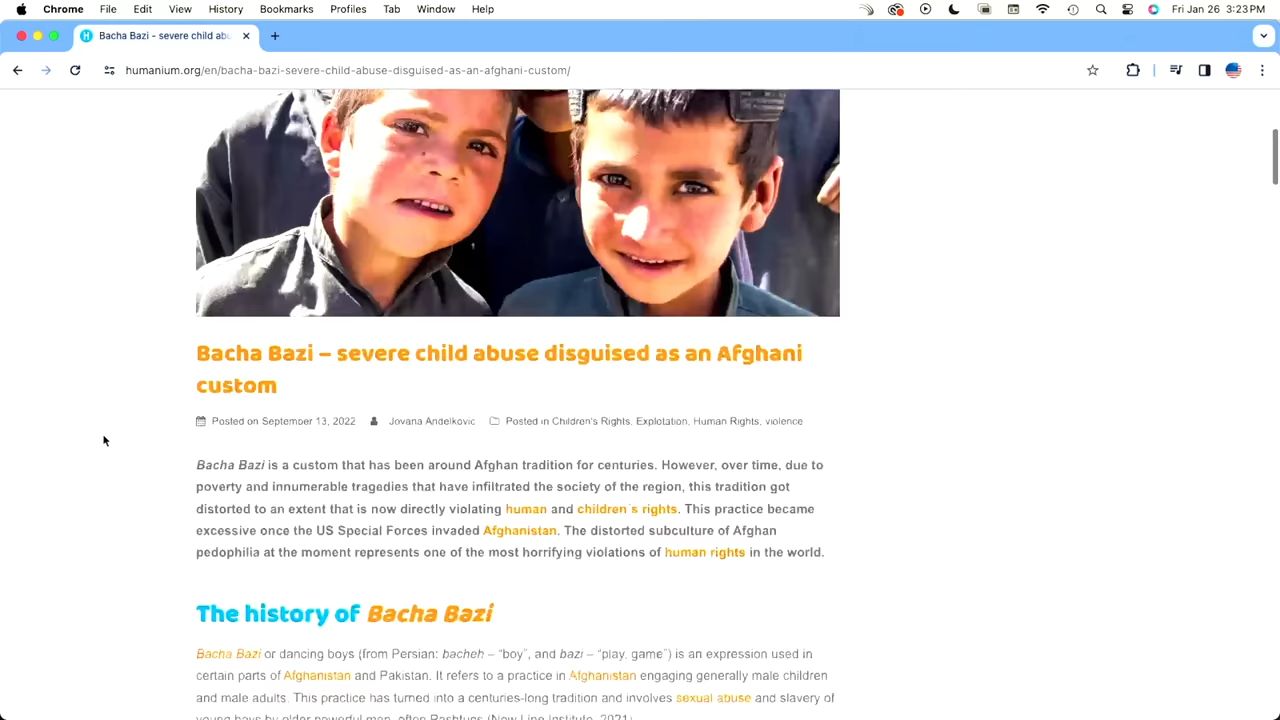 Chrome File Edit View History Bookmarks Profiles Tab Window Help Fri Jan 26 3:23 PM
Bacha Bazi - severe child abu
humanium.org/en/bacha-bazi-severe-child-abuse-disguised-as-an-afghani-custom/
Bacha Bazi – severe child abuse disguised as an Afghani
custom
Posted on September 13, 2022 Jovana Andelkovic Posted in Children's Rights, Explotation, Human Rights, violence
Bacha Bazi is a custom that has been around Afghan tradition for centuries. However, over time, due to
poverty and innumerable tragedies that have infiltrated the society of the region, this tradition got
distorted to an extent that is now directly violating human and children´s rights. This practice became
excessive once the US Special Forces invaded Afghanistan. The distorted subculture of Afghan
pedophilia at the moment represents one of the most horrifying violations of human rights in the world.
The history of Bacha Bazi
Bacha Bazi or dancing boys (from Persian: bacheh – “boy”, and bazi – “play, game”) is an expression used in
certain parts of Afghanistan and Pakistan. It refers to a practice in Afghanistan engaging generally male children
and male adults. This practice has turned into a centuries-long tradition and involves sexual abuse and slavery of
young boys by older powerful men, often Pashtuns (New Line Institute, 2021).